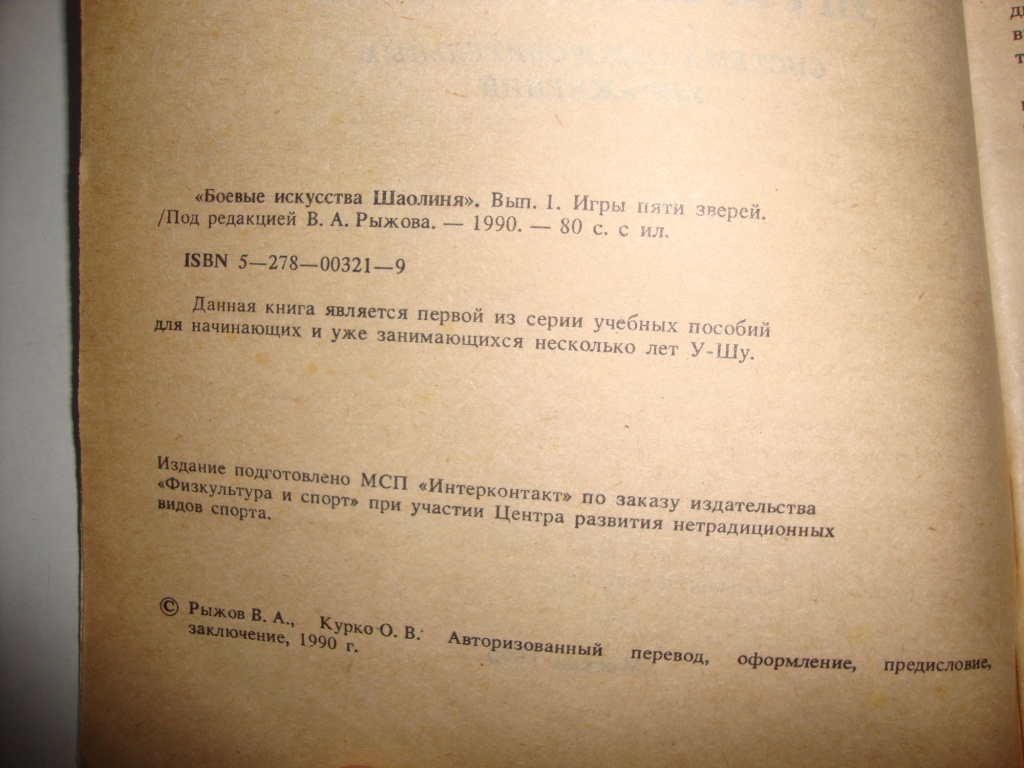 «Боевые искусства Шаолиня». Вып. 1. Игры пяти зверей.
/Под редакцией В. А. Рыжова. — 1990. — 80 с. с ил.
ISBN 5—278—00321—9
Данная книга является первой из серии учебных пособий
для начинающих и уже занимающихся несколько лет У-Шу.
Издание подготовлено МСП «Интерконтакт» по заказу издательства
«Физкультура и спорт» при участии Центра развития нетрадиционных
видов спорта.
© Рыжов В. А., Курко О. В. Авторизованный перевод, оформление, предисловие,
заключение, 1990 г.